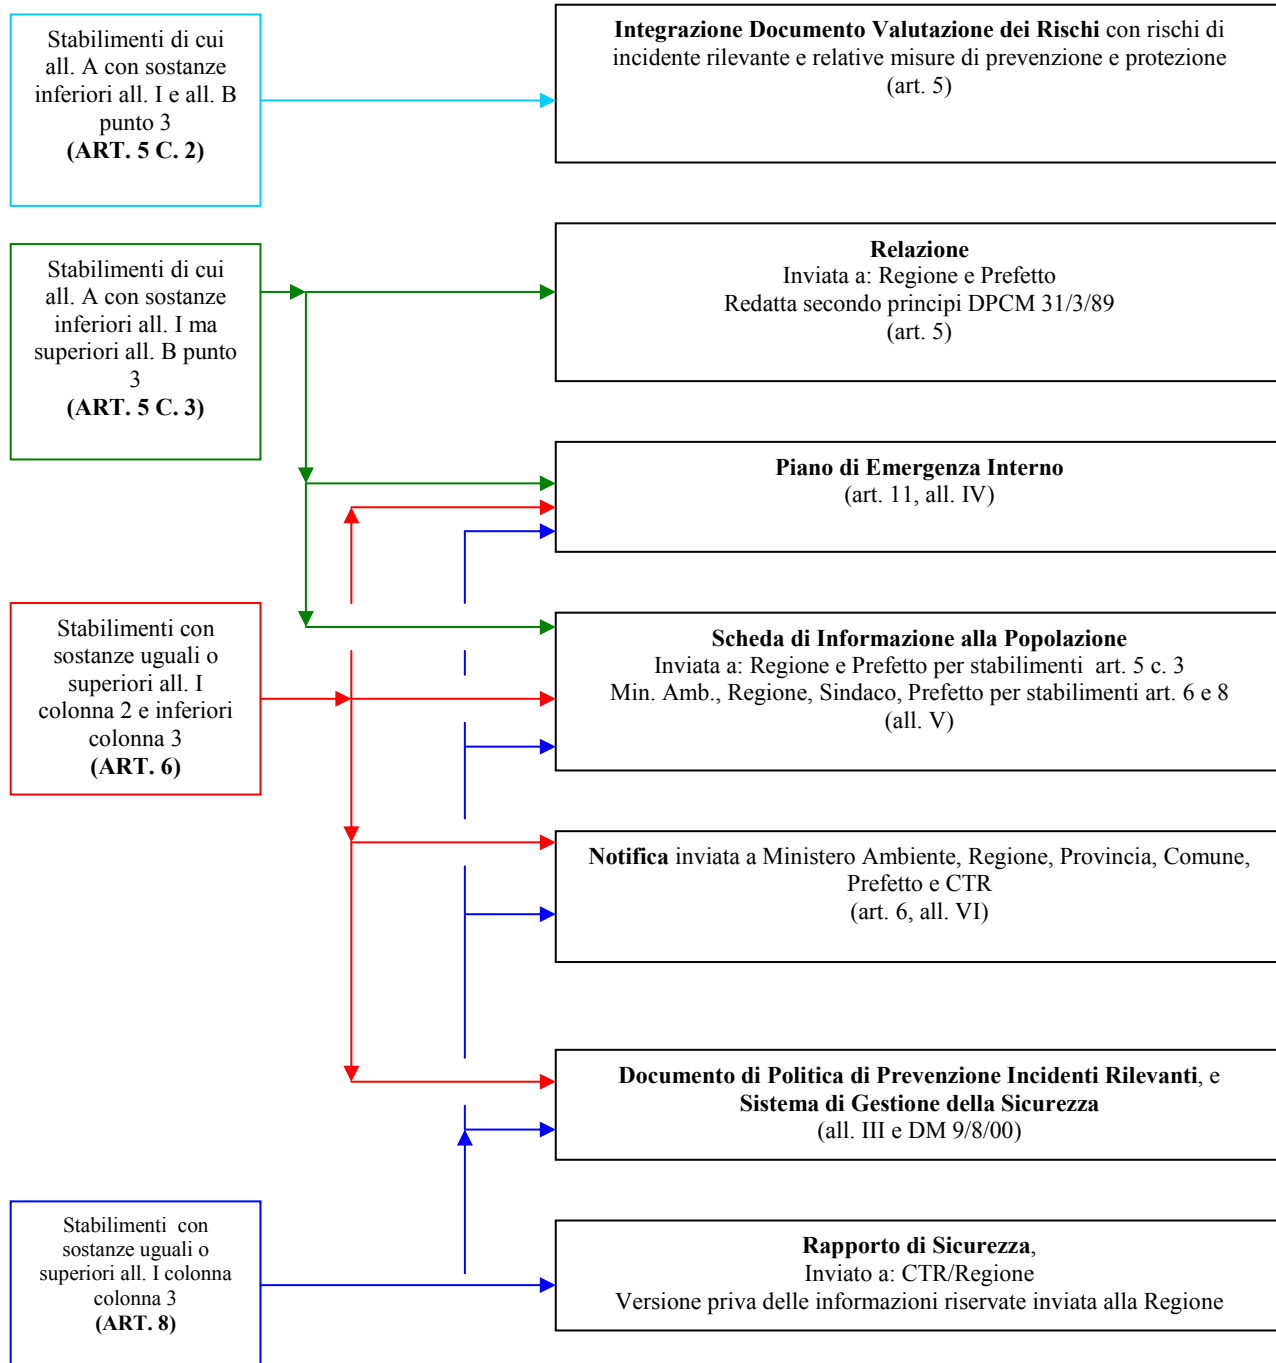 Stabilimenti di cui
all. A con sostanze
inferiori all. I e all. B
punto 3
(ART. 5 C. 2)
Integrazione Documento Valutazione dei Rischi con rischi di
incidente rilevante e relative misure di prevenzione e protezione
(art. 5)
Stabilimenti di cui
all. A con sostanze
inferiori all. I ma
superiori all. B punto
3
(ART. 5 C. 3)
Relazione
Inviata a: Regione e Prefetto
Redatta secondo principi DPCM 31/3/89
(art. 5)
Piano di Emergenza Interno
(art. 11, all. IV)
Stabilimenti con
sostanze uguali o
superiori all. I
colonna 2 e inferiori
colonna 3
(ART. 6)
Scheda di Informazione alla Popolazione
Inviata a: Regione e Prefetto per stabilimenti art. 5 c. 3
Min. Amb., Regione, Sindaco, Prefetto per stabilimenti art. 6 e 8
(all. V)
Notifica inviata a Ministero Ambiente, Regione, Provincia, Comune,
Prefetto e CTR
(art. 6, all. VI)
Documento di Politica di Prevenzione Incidenti Rilevanti, e
Sistema di Gestione della Sicurezza
(all. III e DM 9/8/00)
Stabilimenti con
sostanze uguali o
superiori all. I colonna
colonna 3
(ART. 8)
Rapporto di Sicurezza,
Inviato a: CTR/Regione
Versione priva delle informazioni riservate inviata alla Regione